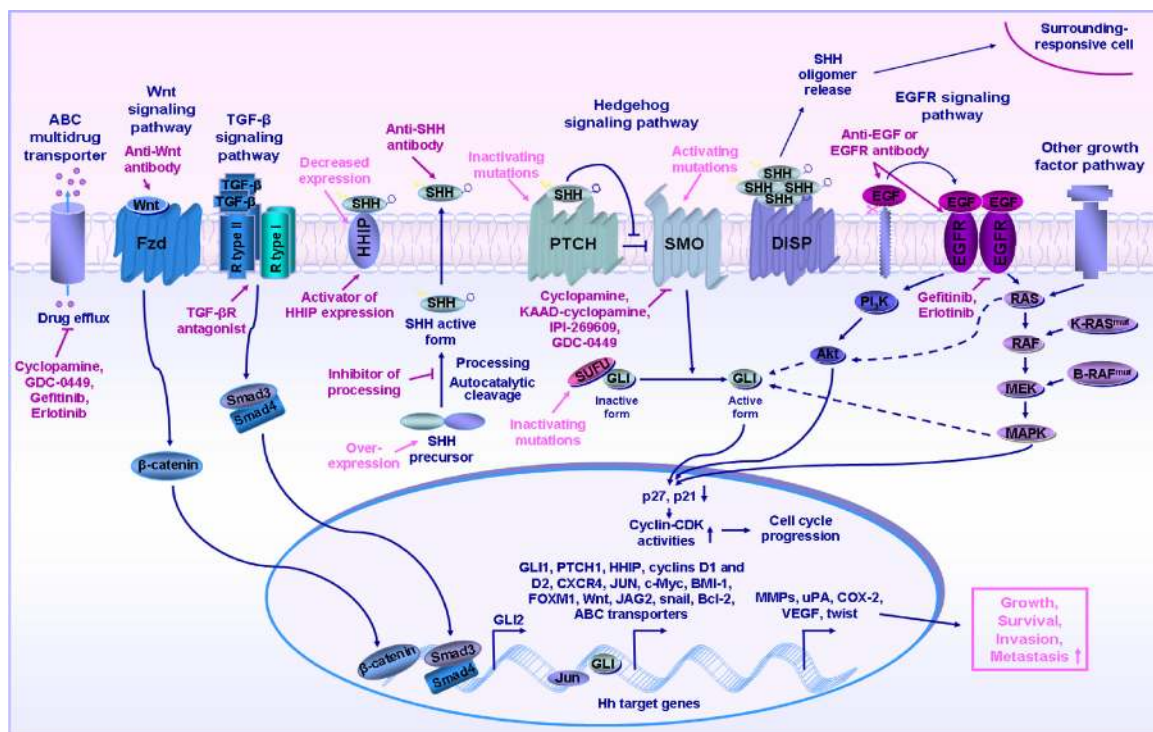 Surrounding-
responsive cell
SHH
oligomer
release
Wnt
signaling
pathway
ABC
multidrug
transporter
TGF-β
signaling
pathway
Hedgehog
signaling pathway
EGFR signaling
pathway
Anti-Wnt
antibody
Anti-SHH
antibody
Decreased
expression
Inactivating
mutations
Activating
mutations
Anti-EGF or
EGFR antibody
Other growth
factor pathway
Wnt
Fzd
TGF-β
TGF-β
R type II
R type I
SHH
HHIP
SHH
SHH
PTCH
SMO
SHH
SHH SHH
SHH
DISP
EGF
EGF
EGF
EGFR
EGFR
Drug efflux
TGF-βR
antagonist
Activator of
HHIP expression
SHH
SHH active
form
Cyclopamine,
KAAD-cyclopamine,
IPI-269609,
GDC-0449
PI3K
Gefitinib,
Erlotinib
RAS
K-RASmut
RAF
Akt
Cyclopamine,
GDC-0449,
Gefitinib,
Erlotinib
Inhibitor of
processing
Processing
Autocatalytic
cleavage
SUFU
GLI
Inactive
form
GLI
Active
form
MEK
B-RAFmut
MAPK
Smad3
Smad4
Inactivating
mutations
Over-
expression
SHH
precursor
β-catenin
p27, p21
Cyclin-CDK
activities
Cell cycle
progression
GLI1, PTCH1, HHIP, cyclins D1 and
D2, CXCR4, JUN, c-Myc, BMI-1,
FOXM1, Wnt, JAG2, snail, Bcl-2,
ABC transporters
MMPs, uPA, COX-2,
VEGF, twist
Growth,
Survival,
Invasion,
Metastasis
GLI2
β-catenin
Smad3
Smad4
Jun
GLI
Hh target genes